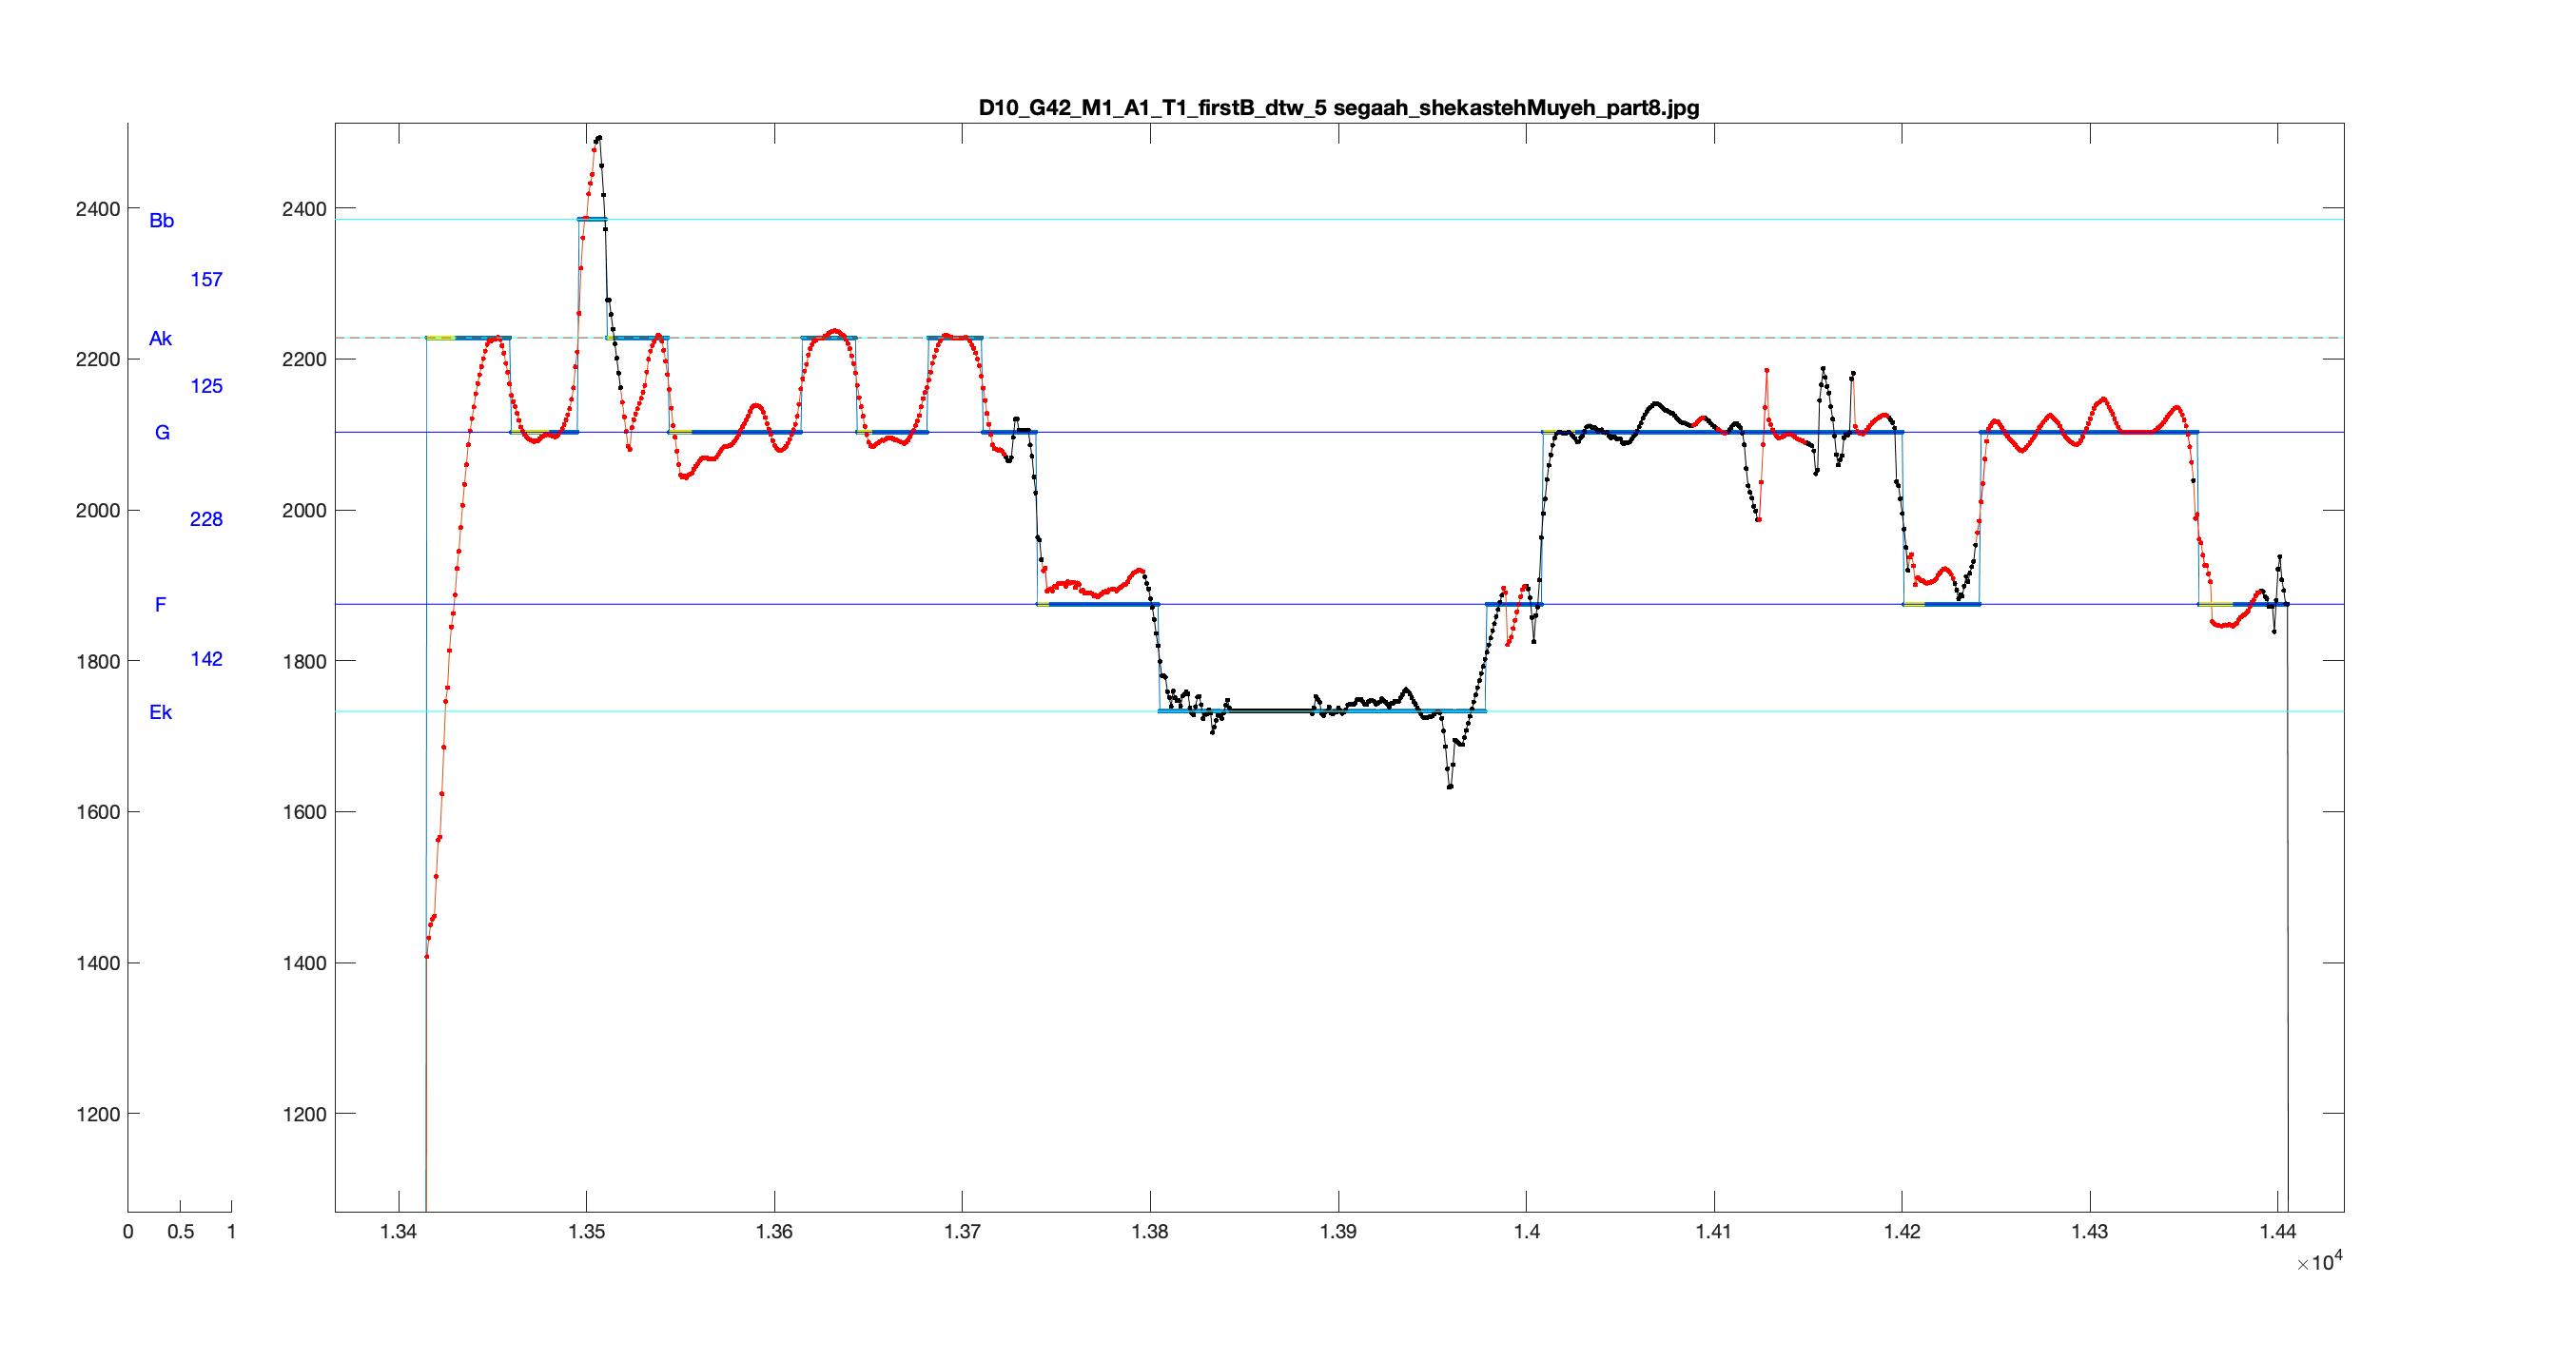 D10_G42_M1_A1_T1_firstB_dtw_5 segaah_shekastehMuyeh_part8.jpg
2400
2200
2000
1800
1600
1400
1200
0 0.5 1
Bb
157
Ak
125
G
228
F
142
Ek
2400
2200
2000
1800
1600
1400
1200
1.34 1.35 1.36 1.37 1.38 1.39 1.4 1.41 1.42 1.43 1.44
×10^4